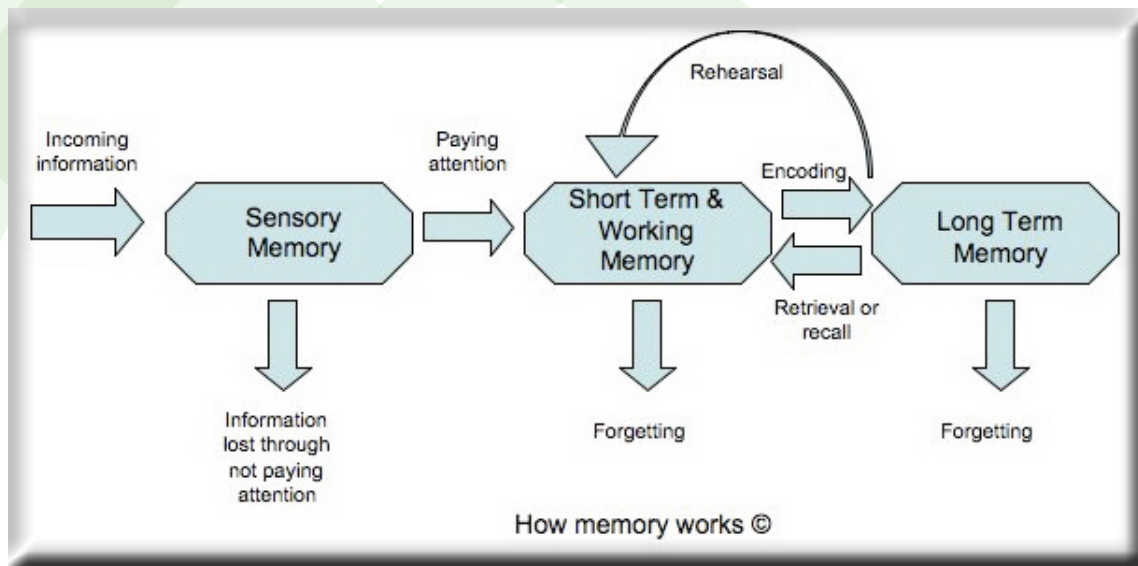 Rehearsal
Incoming
information
Paying
attention
Encoding
Sensory
Memory
Short Term &
Working
Memory
Long Term
Memory
Retrieval or
recall
Information
lost through
not paying
attention
Forgetting
Forgetting
How memory works ©